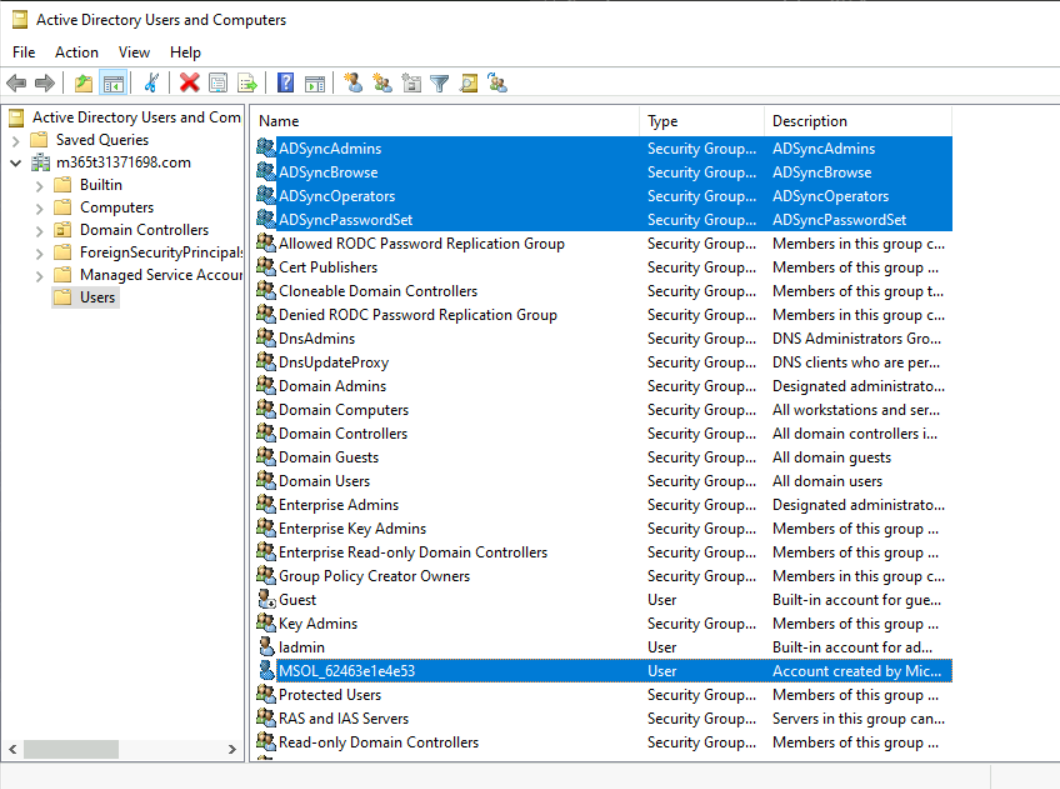 Active Directory Users and Computers
File Action View Help
Active Directory Users and Com
Saved Queries
m365t31371698.com
Builtin
Computers
Domain Controllers
ForeignSecurityPrincipals
Managed Service Accour
Users
Name Type Description
ADSyncAdmins Security Group... ADSyncAdmins
ADSyncBrowse Security Group... ADSyncBrowse
ADSyncOperators Security Group... ADSyncOperators
ADSyncPasswordSet Security Group... ADSyncPasswordSet
Allowed RODC Password Replication Group Security Group... Members in this group c...
Cert Publishers Security Group... Members of this group ...
Cloneable Domain Controllers Security Group... Members of this group t...
Denied RODC Password Replication Group Security Group... Members in this group c...
DnsAdmins Security Group... DNS Administrators Gro...
DnsUpdateProxy Security Group... DNS clients who are per...
Domain Admins Security Group... Designated administrato...
Domain Computers Security Group... All workstations and ser...
Domain Controllers Security Group... All domain controllers i...
Domain Guests Security Group... All domain guests
Domain Users Security Group... All domain users
Enterprise Admins Security Group... Designated administrato...
Enterprise Key Admins Security Group... Members of this group ...
Enterprise Read-only Domain Controllers Security Group... Members of this group ...
Group Policy Creator Owners Security Group... Members in this group c...
Guest User Built-in account for gue...
Key Admins Security Group... Members of this group ...
ladmin User Built-in account for ad...
MSOL_62463e1e4e53 User Account created by Mic...
Protected Users Security Group... Members of this group ...
RAS and IAS Servers Security Group... Servers in this group can...
Read-only Domain Controllers Security Group... Members of this group ...